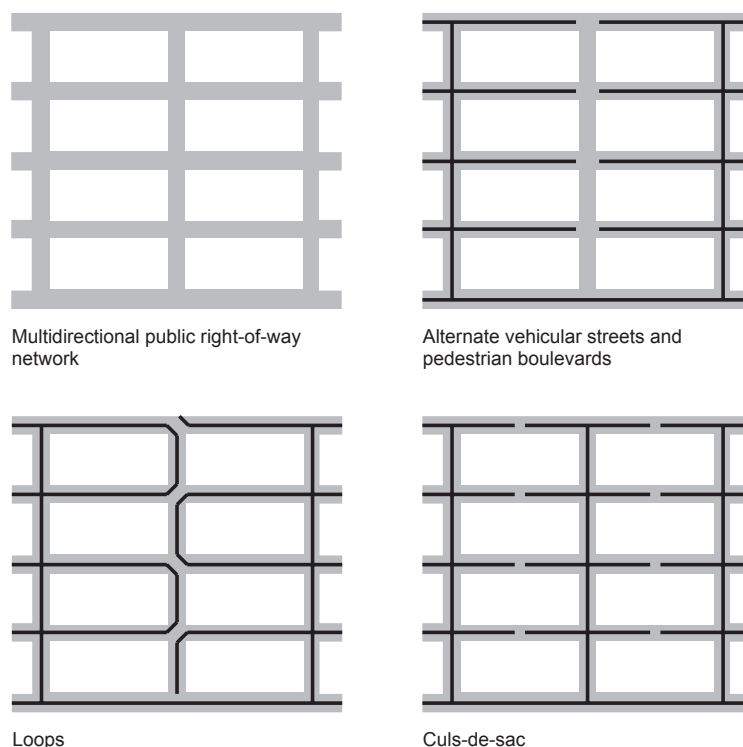 Multidirectional public right-of-way
network
Alternate vehicular streets and
pedestrian boulevards
Loops
Culs-de-sac